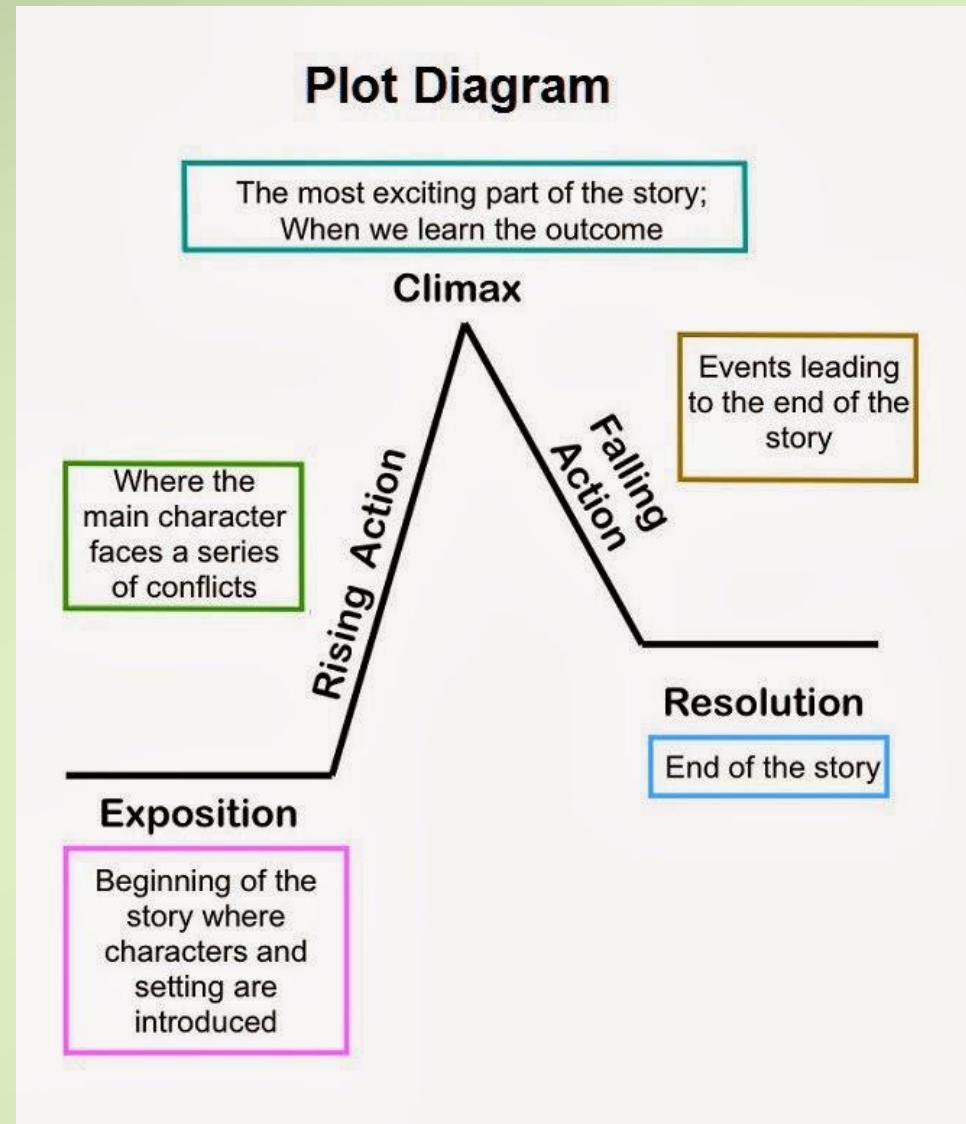 Plot Diagram
The most exciting part of the story;
When we learn the outcome
Climax
Events leading
to the end of the
story
Falling
Action
Where the
main character
faces a series
of conflicts
Rising Action
Resolution
End of the story
Exposition
Beginning of the
story where
characters and
setting are
introduced